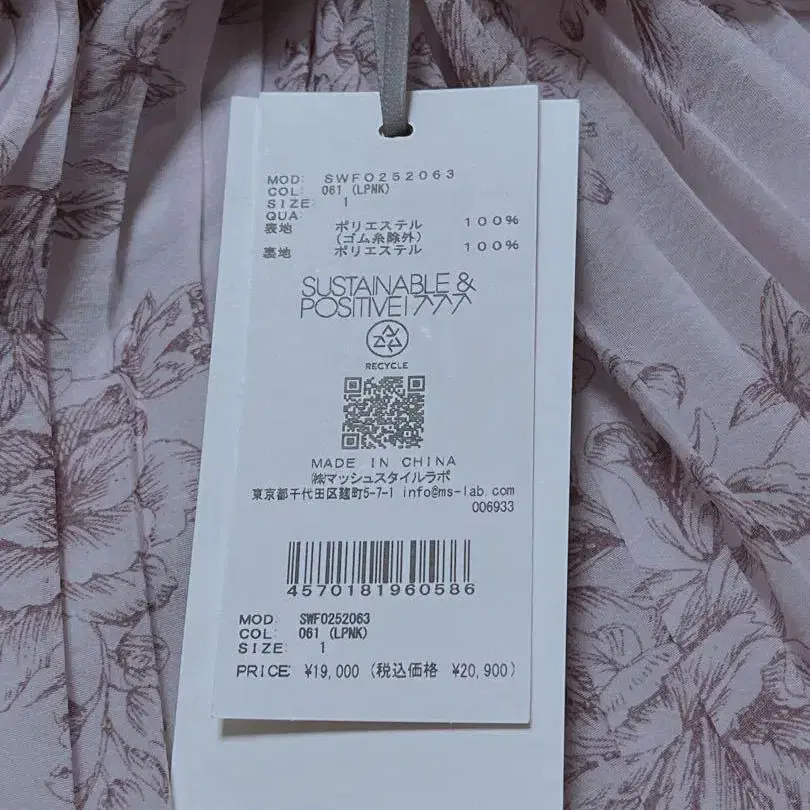 MOD: SWFO252063
COL: 061 (LPNK)
SIZE: 1
QUA:
表地 ポリエステル 100%
(ゴム糸除外)
裏地 ポリエステル 100%
SUSTAINABLE &
POSITIVE! 777
RECYCLE
MADE IN CHINA
㈱マッシュスタイルラボ
東京都千代田区麹町5-7-1 info@ms-lab.com
006933
4570181960586
MOD: SWFO252063
COL: 061 (LPNK)
SIZE: 1
PRICE: ¥19,000 (税込価格 ¥20,900)